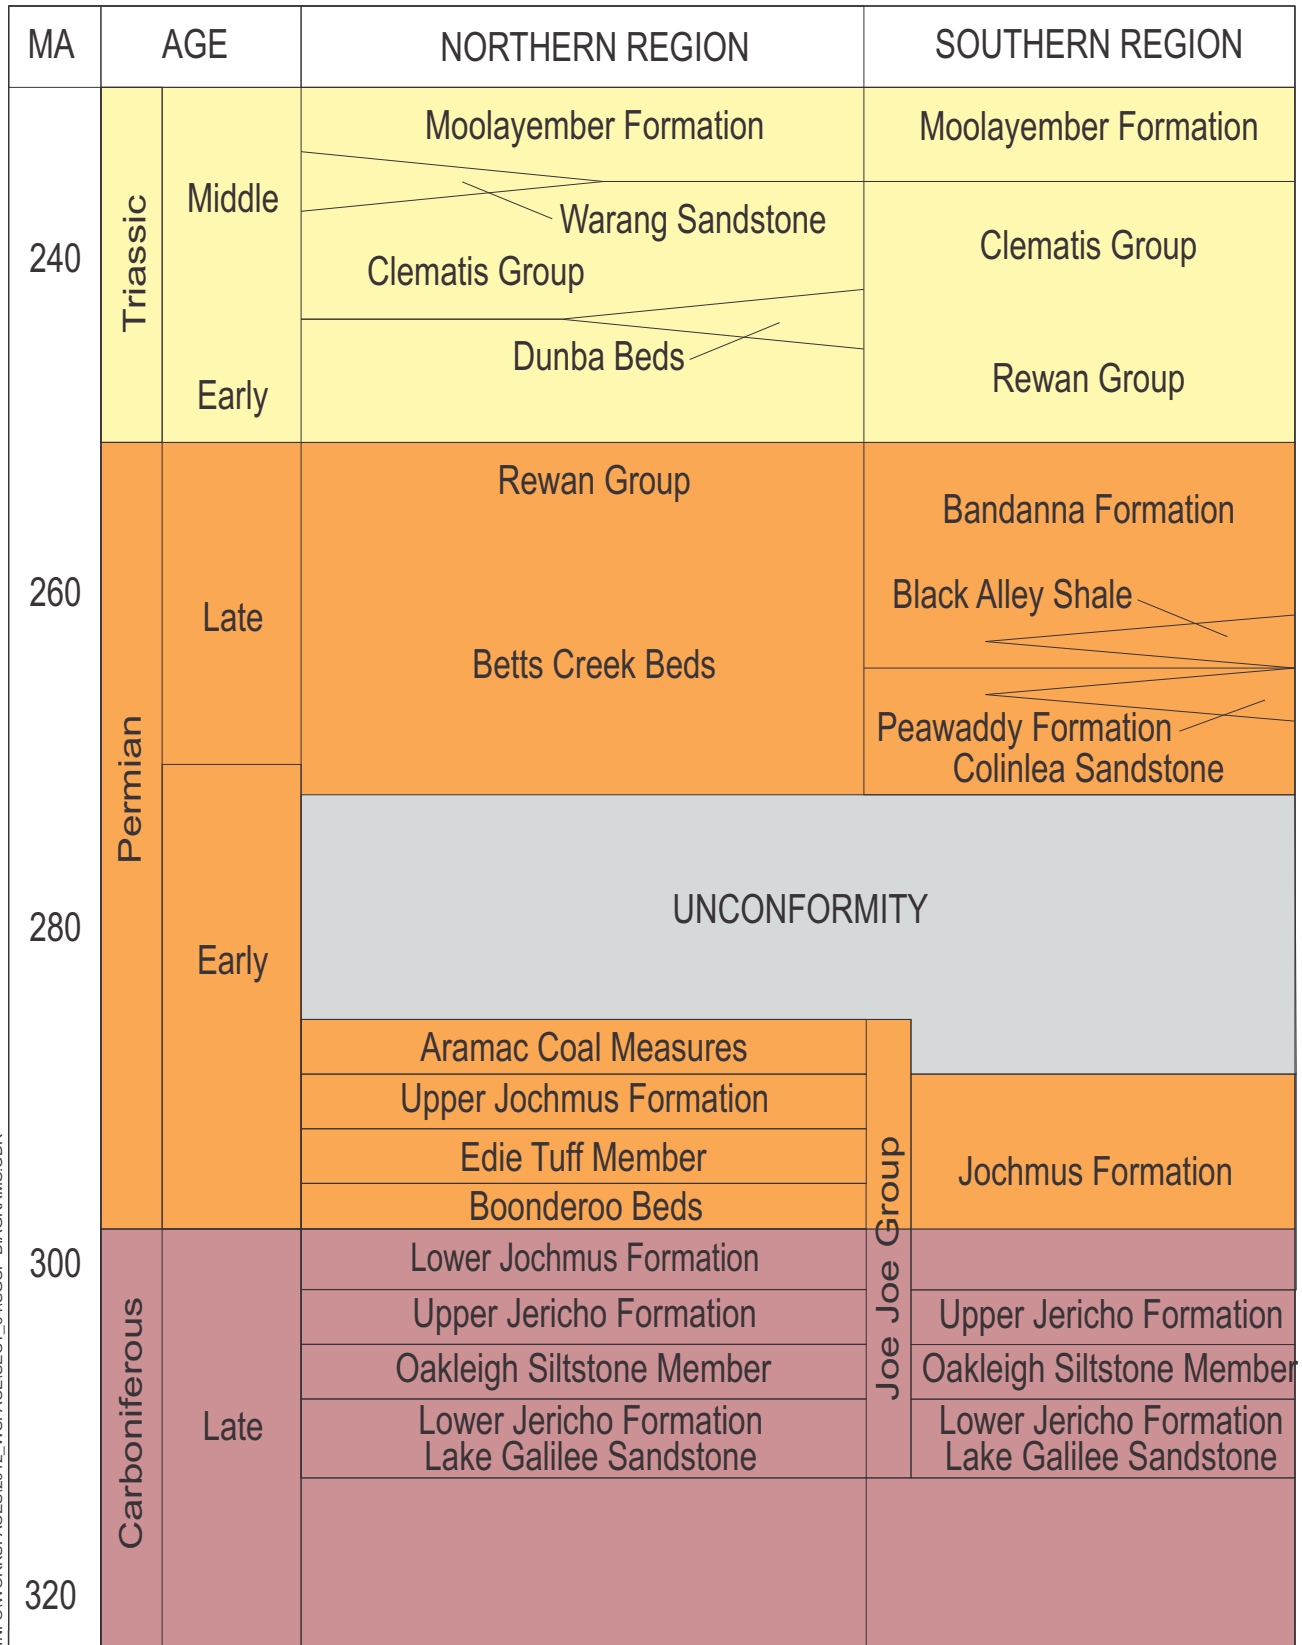 MA AGE NORTHERN REGION SOUTHERN REGION
Moolayember Formation Moolayember Formation
Middle
Warang Sandstone
Triassic
240
Clematis Group
Clematis Group
Dunba Beds
Rewan Group
Early
Rewan Group
Bandanna Formation
260
Black Alley Shale
Late
Betts Creek Beds
Peawaddy Formation
Colinlea Sandstone
Permian
UNCONFORMITY
280
Early
Aramac Coal Measures
Upper Jochmus Formation
Edie Tuff Member
Jochmus Formation
Boonderoo Beds
Joe Joe Group
Lower Jochmus Formation
300
Upper Jericho Formation Upper Jericho Formation
Oakleigh Siltstone Member Oakleigh Siltstone Member
Carboniferous
Late
Lower Jericho Formation Lower Jericho Formation
Lake Galilee Sandstone Lake Galilee Sandstone
320